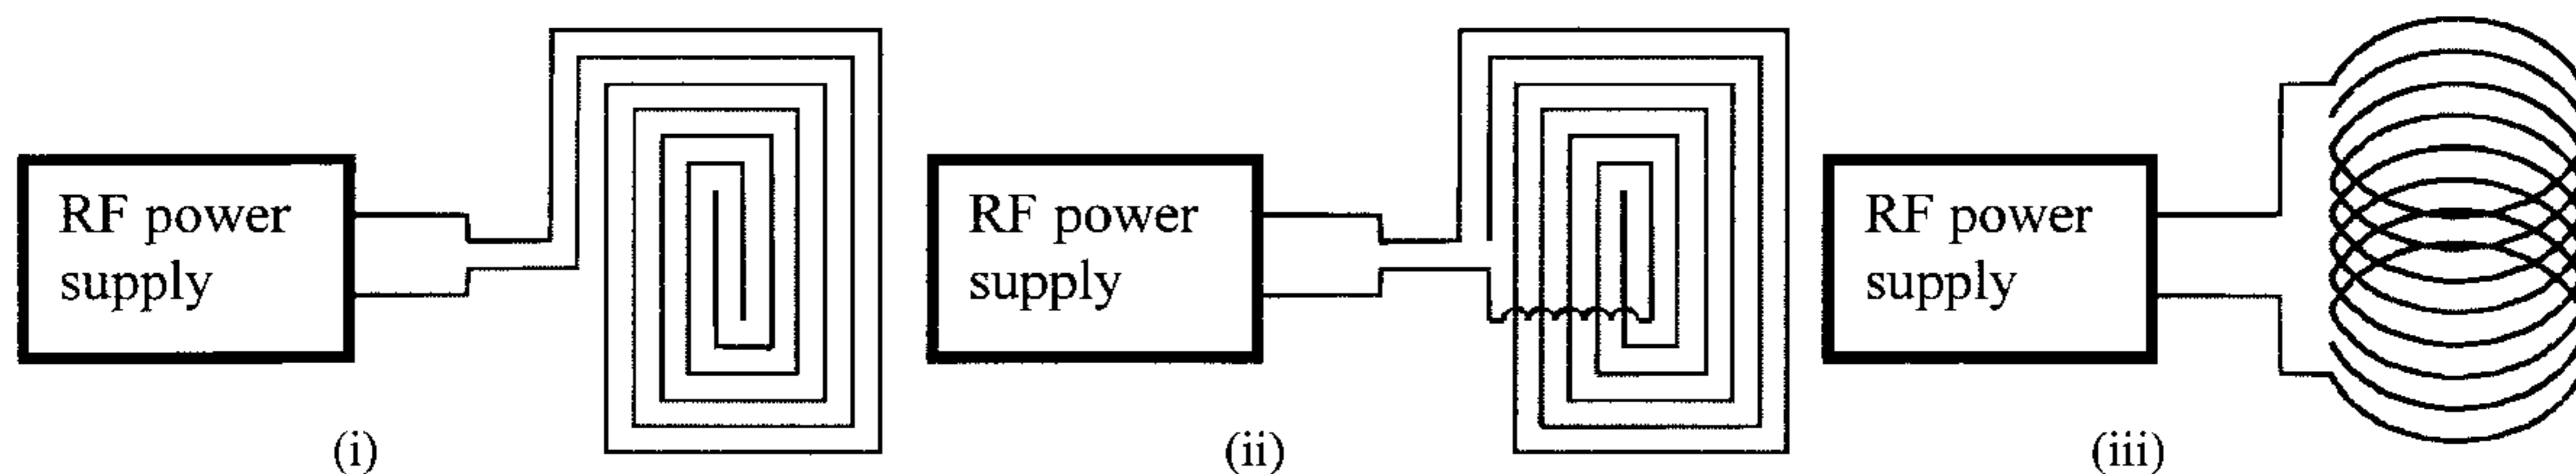 RF power
supply
RF power
supply
RF power
supply
(i)
(ii)
(iii)